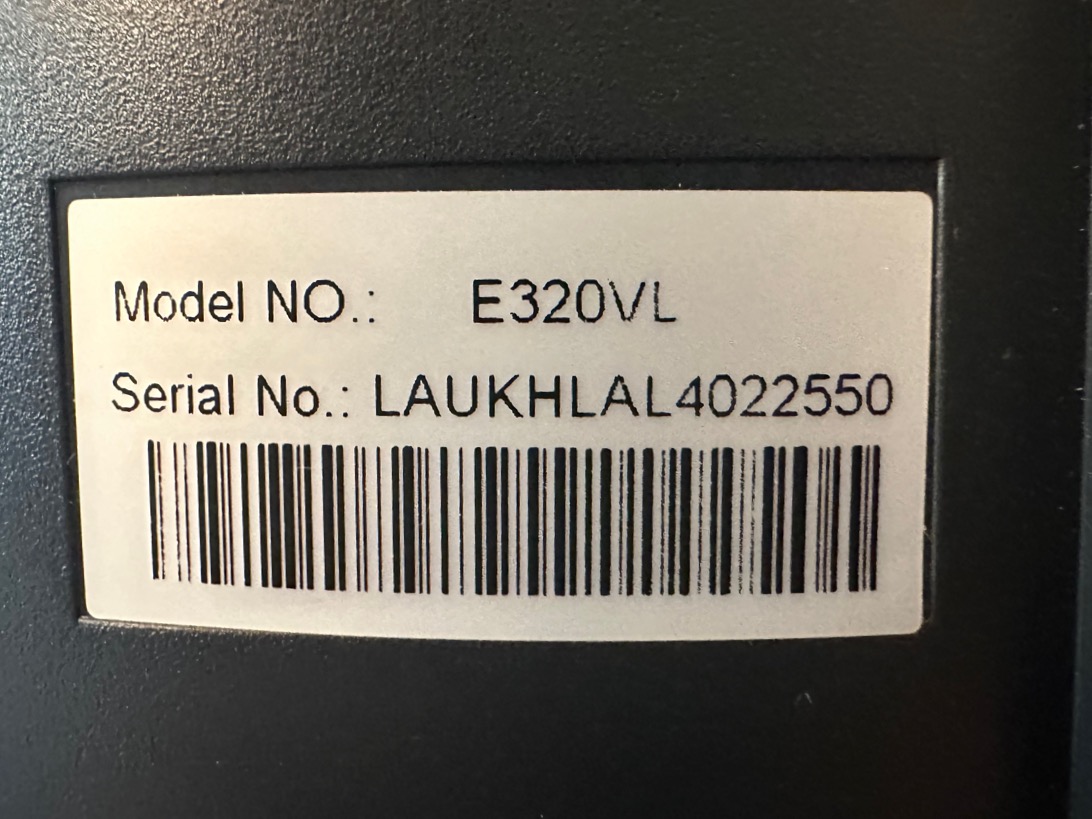 Model NO.: E320VL
Serial No.: LAUKHLAL4022550